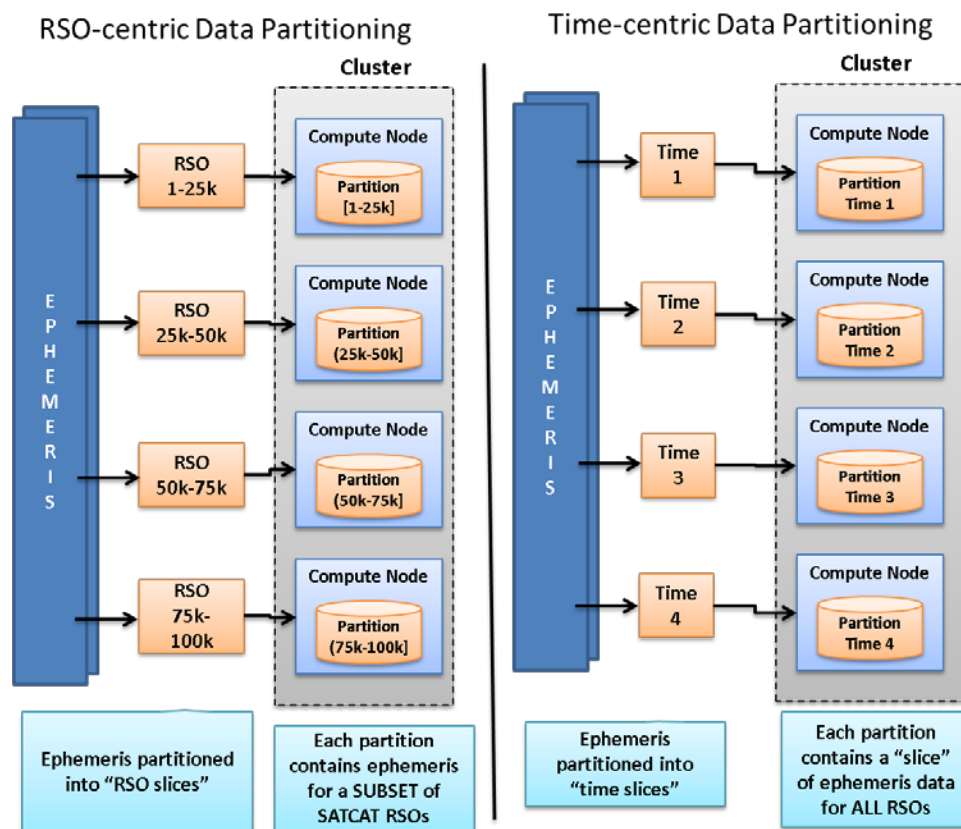 RSO-centric Data Partitioning
Cluster
EPHEMERIS
RSO
1-25k
Compute Node
Partition
[1-25k]
RSO
25k-50k
Compute Node
Partition
(25k-50k]
RSO
50k-75k
Compute Node
Partition
(50k-75k]
RSO
75k-
100k
Compute Node
Partition
(75k-100k]
Ephemeris partitioned
into “RSO slices”
Each partition
contains ephemeris
for a SUBSET of
SATCAT RSOs
Time-centric Data Partitioning
Cluster
EPHEMERIS
Time
1
Compute Node
Partition
Time 1
Time
2
Compute Node
Partition
Time 2
Time
3
Compute Node
Partition
Time 3
Time
4
Compute Node
Partition
Time 4
Ephemeris
partitioned into
“time slices”
Each partition
contains a “slice”
of ephemeris data
for ALL RSOs